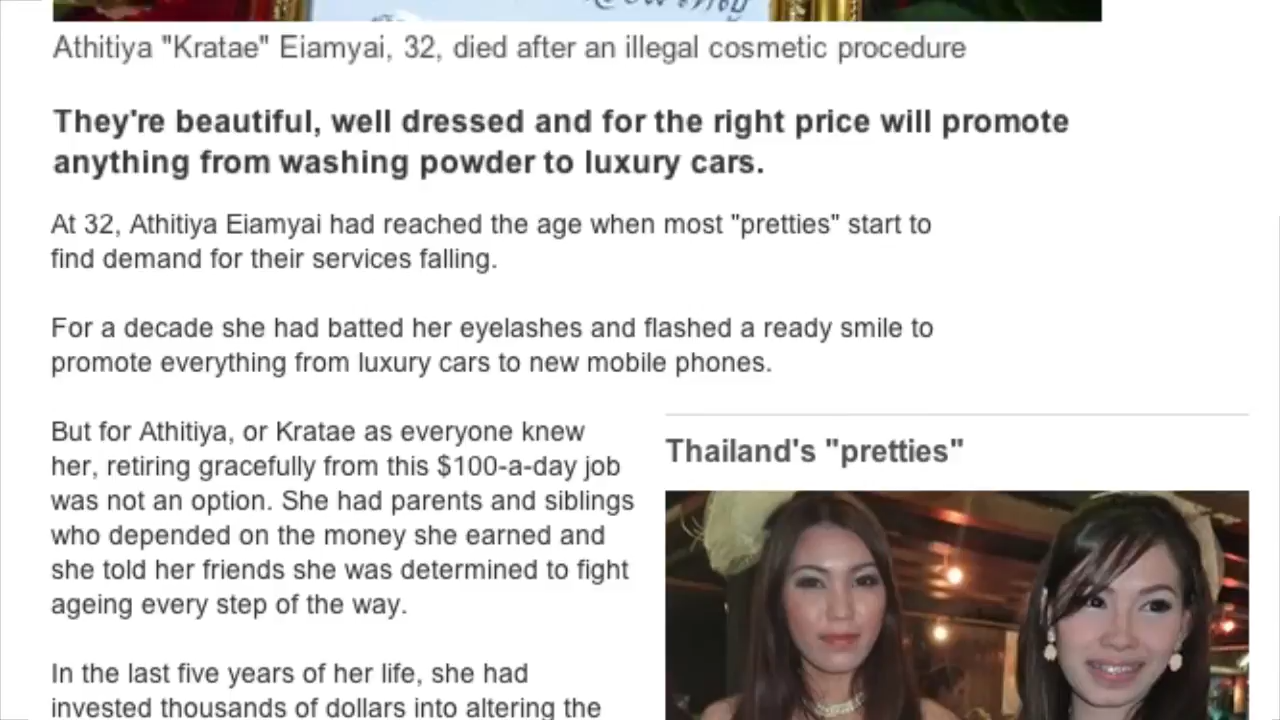 Athitiya "Kratae" Eiamyai, 32, died after an illegal cosmetic procedure
They're beautiful, well dressed and for the right price will promote
anything from washing powder to luxury cars.
At 32, Athitiya Eiamyai had reached the age when most "pretties" start to
find demand for their services falling.
For a decade she had batted her eyelashes and flashed a ready smile to
promote everything from luxury cars to new mobile phones.
But for Athitiya, or Kratae as everyone knew
her, retiring gracefully from this $100-a-day job
was not an option. She had parents and siblings
who depended on the money she earned and
she told her friends she was determined to fight
ageing every step of the way.
In the last five years of her life, she had
invested thousands of dollars into altering the
Thailand's "pretties"